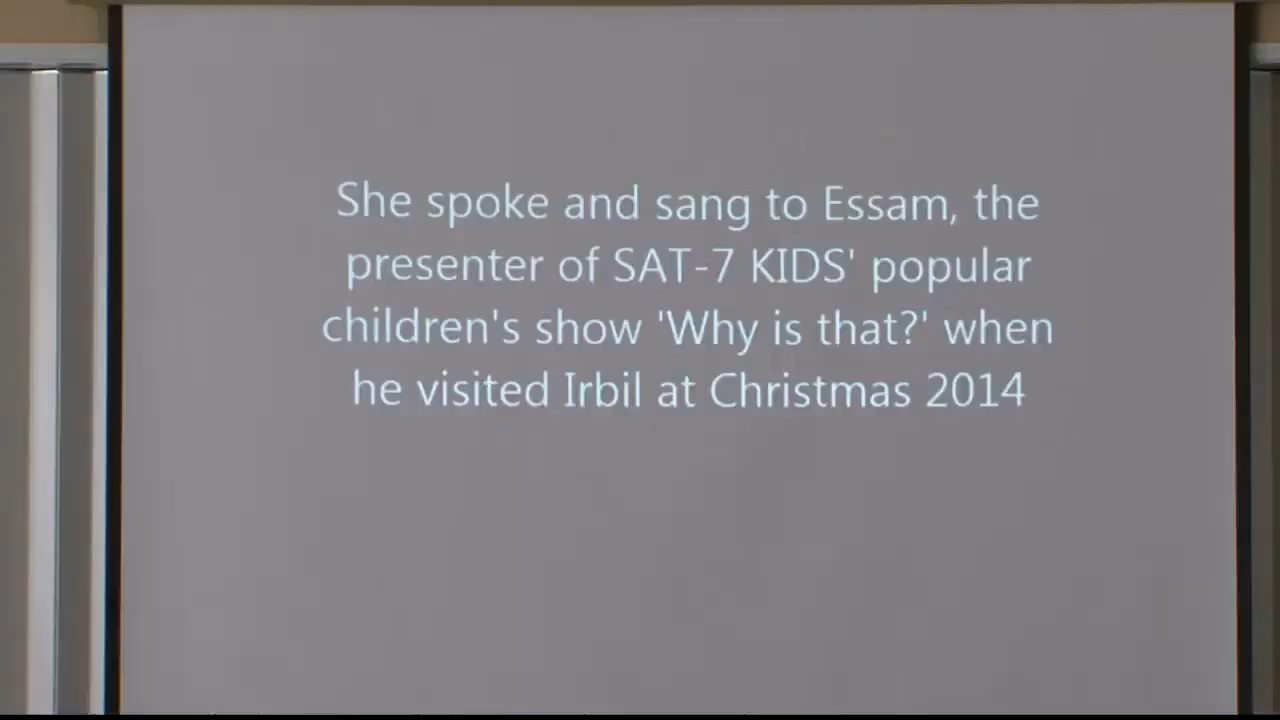 She spoke and sang to Essam, the
presenter of SAT-7 KIDS' popular
children's show 'Why is that?' when
he visited Irbil at Christmas 2014